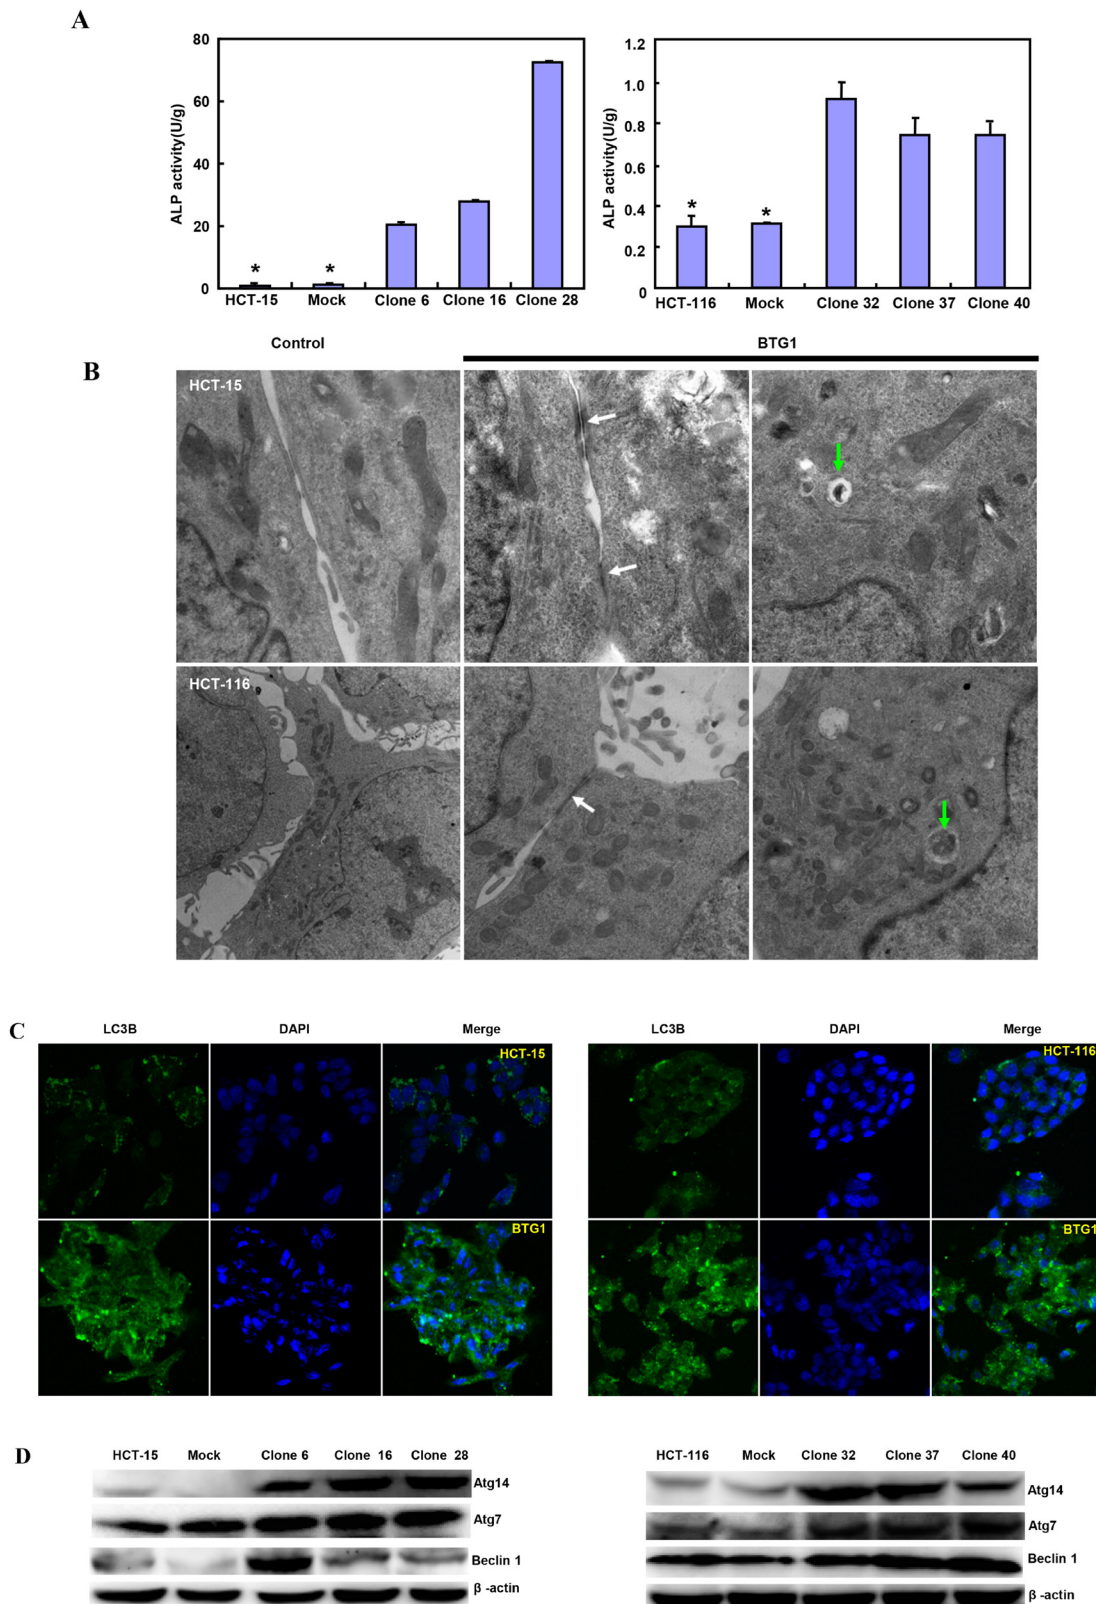 A
80
60
40
20
0
ALP activity(U/g)
*
*
HCT-15
Mock
Clone 6
Clone 16
Clone 28
1.2
1.0
0.8
0.6
0.4
0.2
0
ALP activity(U/g)
*
*
HCT-116
Mock
Clone 32
Clone 37
Clone 40
B
Control
BTG1
HCT-15
HCT-116
C
LC3B
DAPI
Merge
HCT-15
BTG1
LC3B
DAPI
Merge
HCT-116
BTG1
D
HCT-15 Mock Clone 6 Clone 16 Clone 28
Atg14
Atg7
Beclin 1
β -actin
HCT-116 Mock Clone 32 Clone 37 Clone 40
Atg14
Atg7
Beclin 1
β -actin